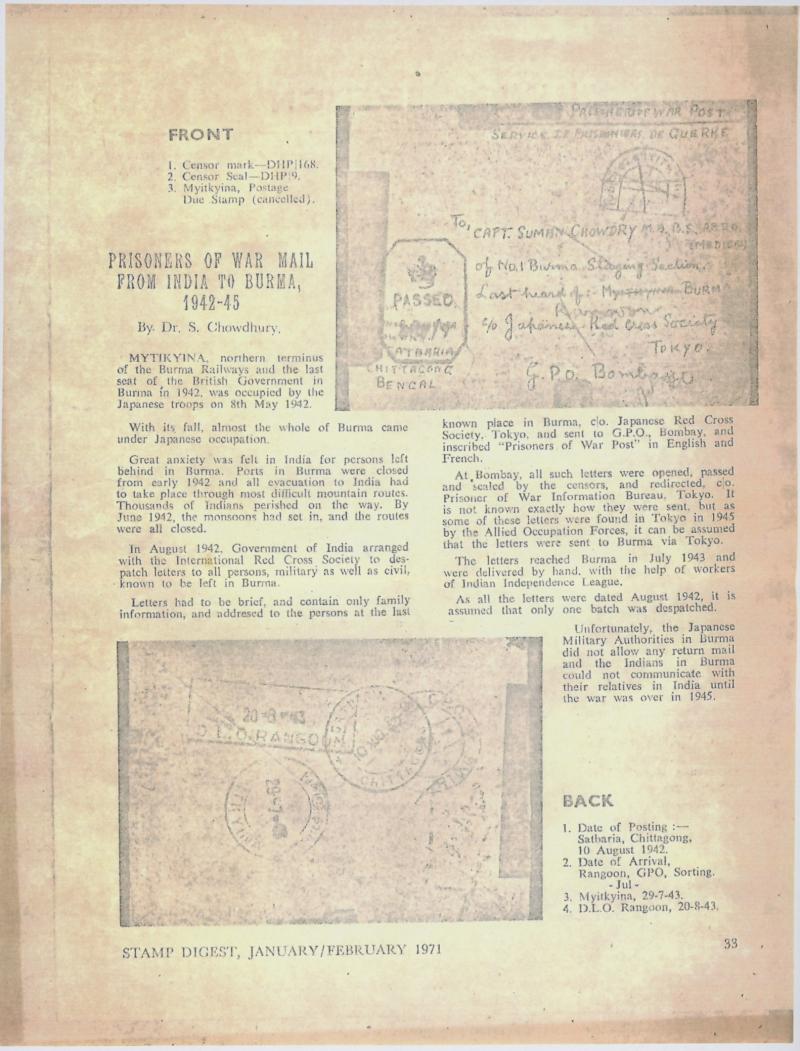 FRONT
1. Censor mark—DHP|168.
2. Censor Seal—DHP|9.
3. Myitkyina, Postage
Due Stamp (cancelled).
PRISONERS OF WAR MAIL
FROM INDIA TO BURMA,
1942-45
By Dr. S. Chowdhury.
PRISONER OF WAR POST
SERVICE DE PRISONNIERS DE GUERRE
To,
CAPT. SUMAN CHOWDRY M.B.B.S. A.B.R.O.
(MEDICAL)
of No.1 Burma Staging Section.
Last heard of:- Myitkyina BURMA
Rangoon
c/o Japanese Red Cross Society
TOKYO.
G.P.O. Bombay
PASSED
SATBARIA
CHITTAGONG
BENGAL
MYTIKYINA, northern terminus
of the Burma Railways and the last
seat of the British Government in
Burma in 1942, was occupied by the
Japanese troops on 8th May 1942.
With its fall, almost the whole of Burma came
under Japanese occupation.
Great anxiety was felt in India for persons left
behind in Burma. Ports in Burma were closed
from early 1942 and all evacuation to India had
to take place through most difficult mountain routes.
Thousands of Indians perished on the way. By
June 1942, the monsoons had set in, and the routes
were all closed.
In August 1942, Government of India arranged
with the International Red Cross Society to des-
patch letters to all persons, military as well as civil,
known to be left in Burma.
Letters had to be brief, and contain only family
information, and addresed to the persons at the last
known place in Burma, c|o. Japanese Red Cross
Society, Tokyo, and sent to G.P.O., Bombay, and
inscribed "Prisoners of War Post" in English and
French.
At Bombay, all such letters were opened, passed
and sealed by the censors, and redirected, c|o.
Prisoner of War Information Bureau, Tokyo. It
is not known exactly how they were sent, but as
some of these letters were found in Tokyo in 1945
by the Allied Occupation Forces, it can be assumed
that the letters were sent to Burma via Tokyo.
The letters reached Burma in July 1943 and
were delivered by hand, with the help of workers
of Indian Independence League.
As all the letters were dated August 1942, it is
assumed that only one batch was despatched.
Unfortunately, the Japanese
Military Authorities in Burma
did not allow any return mail
and the Indians in Burma
could not communicate with
their relatives in India until
the war was over in 1945.
20-8-43
D.L.O. RANGOON
10 AUG. 42
CHITTAGONG
29-7-43
BACK
1. Date of Posting :—
Satbaria, Chittagong,
10 August 1942.
2. Date of Arrival,
Rangoon, GPO, Sorting.
- Jul -
3. Myitkyina, 29-7-43.
4. D.L.O. Rangoon, 20-8-43.
STAMP DIGEST, JANUARY/FEBRUARY 1971
33